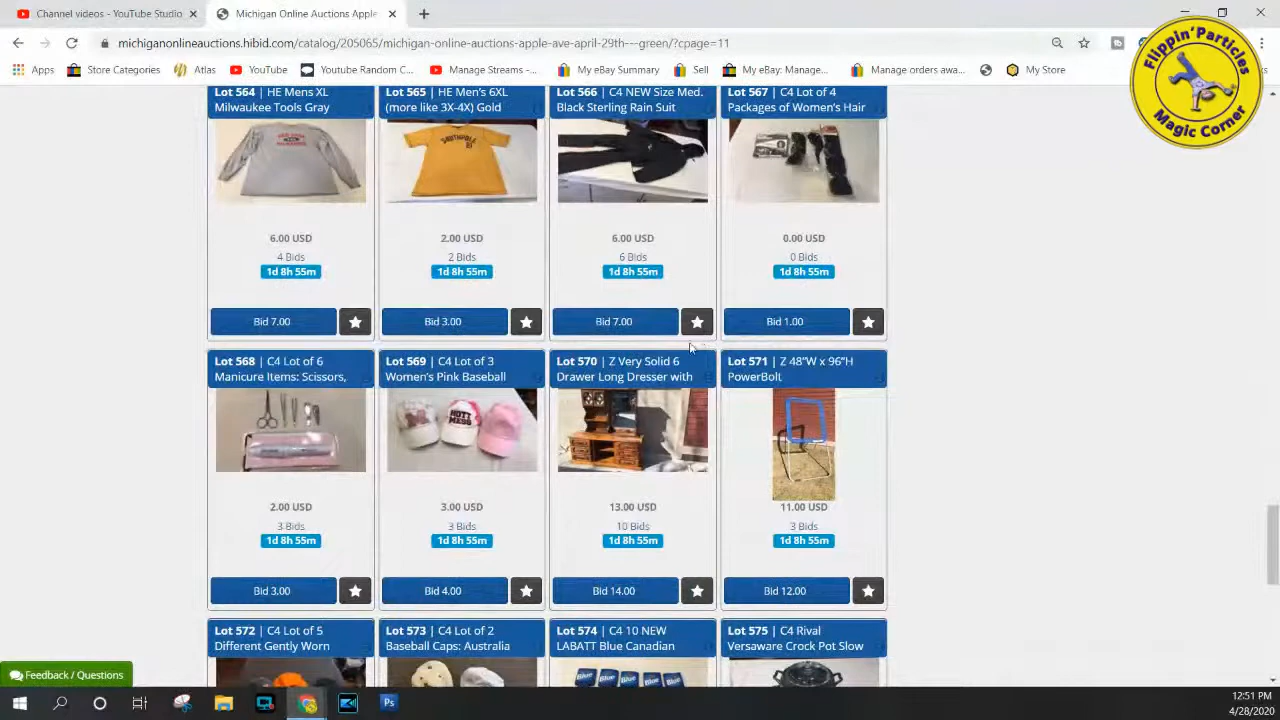 Channel videos - YouTube Studio
Michigan Online Auctions Apple
michiganonlineauctions.hibid.com/catalog/205065/michigan-online-auctions-apple-ave-april-29th---green/?cpage=11
Apps Store Categories Atlas YouTube Youtube Random C... Manage Streams -... My eBay Summary Sell My eBay: Manage... Manage orders awa... My Store
Flippin' Particles
Magic Corner
Lot 564 | HE Mens XL
Milwaukee Tools Gray
Lot 565 | HE Men's 6XL
(more like 3X-4X) Gold
Lot 566 | C4 NEW Size Med.
Black Sterling Rain Suit
Lot 567 | C4 Lot of 4
Packages of Women's Hair
6.00 USD
4 Bids
1d 8h 55m
Bid 7.00
2.00 USD
2 Bids
1d 8h 55m
Bid 3.00
6.00 USD
6 Bids
1d 8h 55m
Bid 7.00
0.00 USD
0 Bids
1d 8h 55m
Bid 1.00
Lot 568 | C4 Lot of 6
Manicure Items: Scissors,
Lot 569 | C4 Lot of 3
Women's Pink Baseball
Lot 570 | Z Very Solid 6
Drawer Long Dresser with
Lot 571 | Z 48"W x 96"H
PowerBolt
HOTT
MESS
2.00 USD
3 Bids
1d 8h 55m
Bid 3.00
3.00 USD
3 Bids
1d 8h 55m
Bid 4.00
13.00 USD
10 Bids
1d 8h 55m
Bid 14.00
11.00 USD
3 Bids
1d 8h 55m
Bid 12.00
Lot 572 | C4 Lot of 5
Different Gently Worn
Lot 573 | C4 Lot of 2
Baseball Caps: Australia
Lot 574 | C4 10 NEW
LABATT Blue Canadian
Lot 575 | C4 Rival
Versaware Crock Pot Slow
Blue Blue Blue
Feedback / Questions
Ps
12:51 PM
4/28/2020